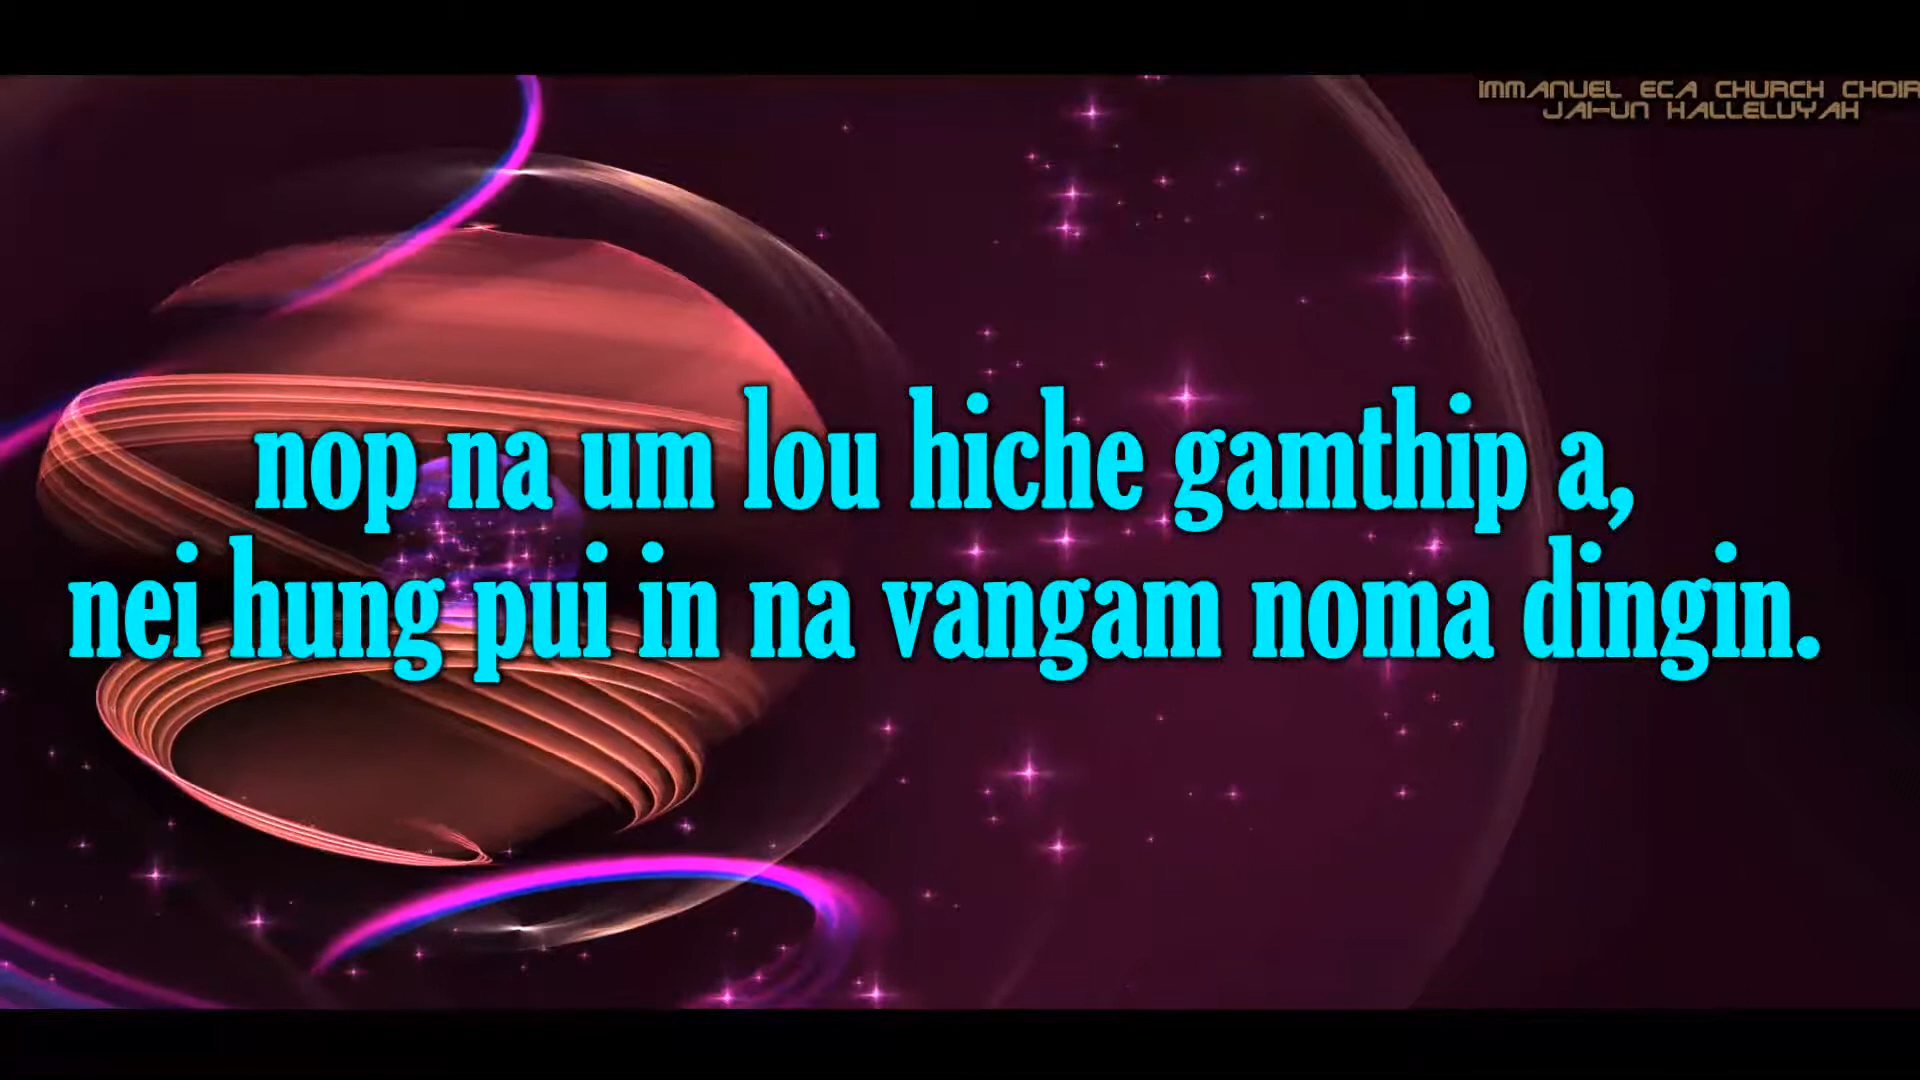 IMMANUEL ECA CHURCH CHOIR
JAI-UN HALLELUYAH
nop na um lou hiche gamthip a,
nei hung pui in na vangam noma dingin.